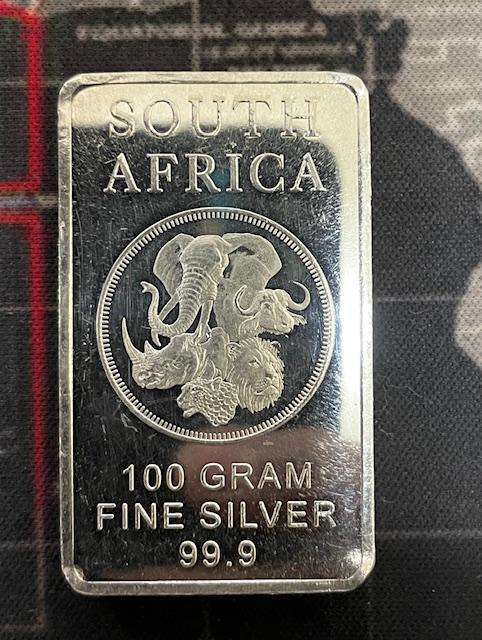 SOUTH
AFRICA
100 GRAM
FINE SILVER
99.9